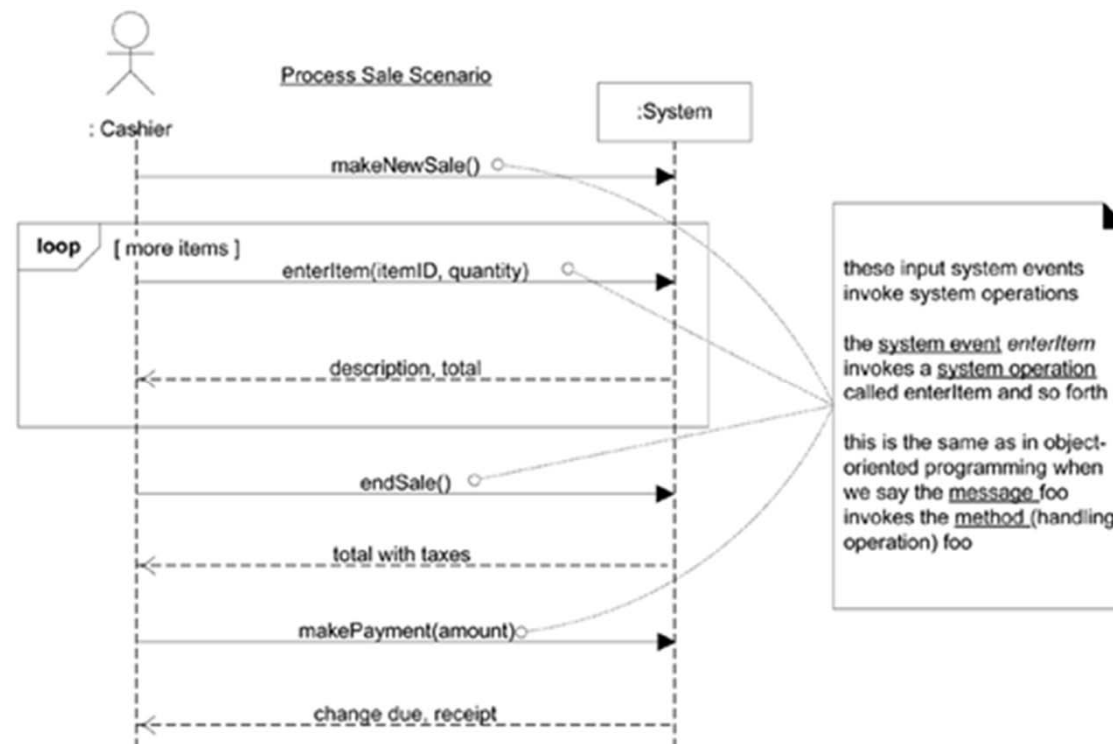 Process Sale Scenario
: Cashier
:System
makeNewSale()
loop
[ more items ]
enterItem(itemID, quantity)
description, total
endSale()
total with taxes
makePayment(amount)
change due, receipt
these input system events
invoke system operations
the system event enterItem
invokes a system operation
called enterItem and so forth
this is the same as in object-
oriented programming when
we say the message foo
invokes the method (handling
operation) foo